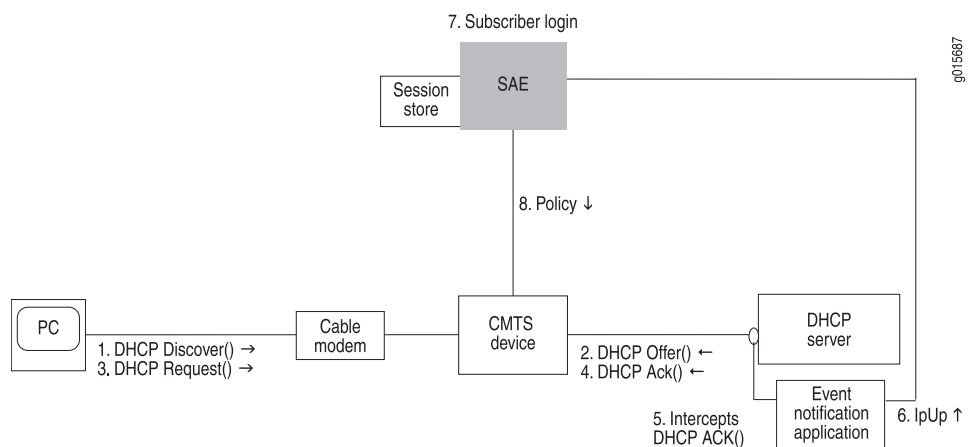 7. Subscriber login
g015687
Session
store
SAE
8. Policy ↓
PC
Cable
modem
CMTS
device
DHCP
server
1. DHCP Discover() →
3. DHCP Request() →
2. DHCP Offer() ←
4. DHCP Ack() ←
5. Intercepts
DHCP ACK()
Event
notification
application
6. IpUp ↑